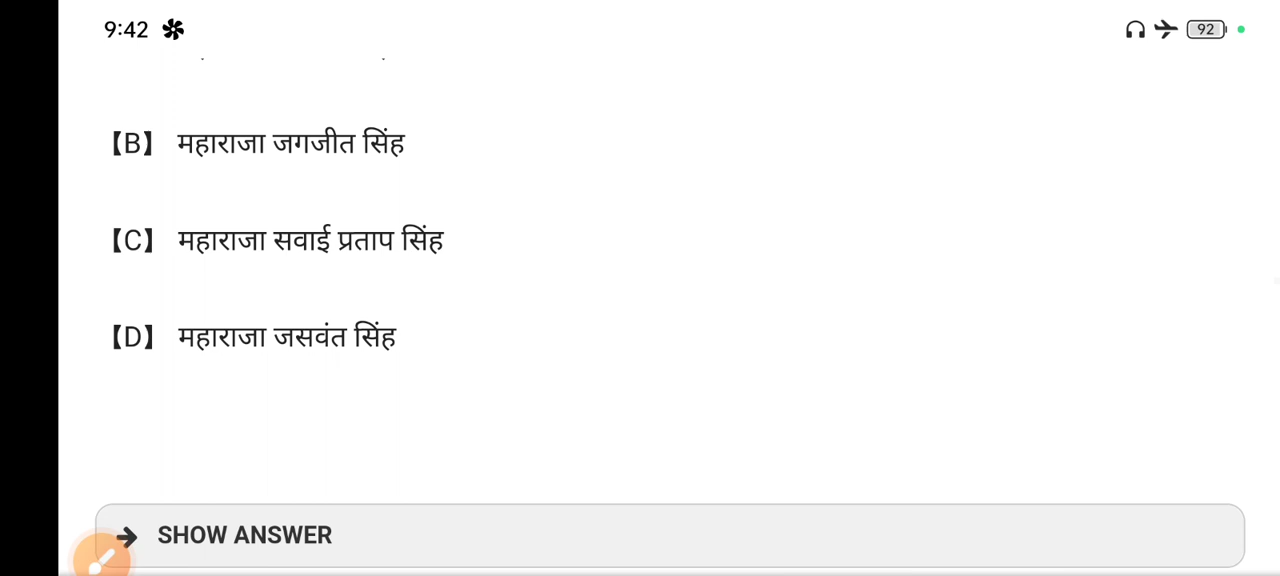 9:42
92
【B】 महाराजा जगजीत सिंह
【C】 महाराजा सवाई प्रताप सिंह
【D】 महाराजा जसवंत सिंह
SHOW ANSWER